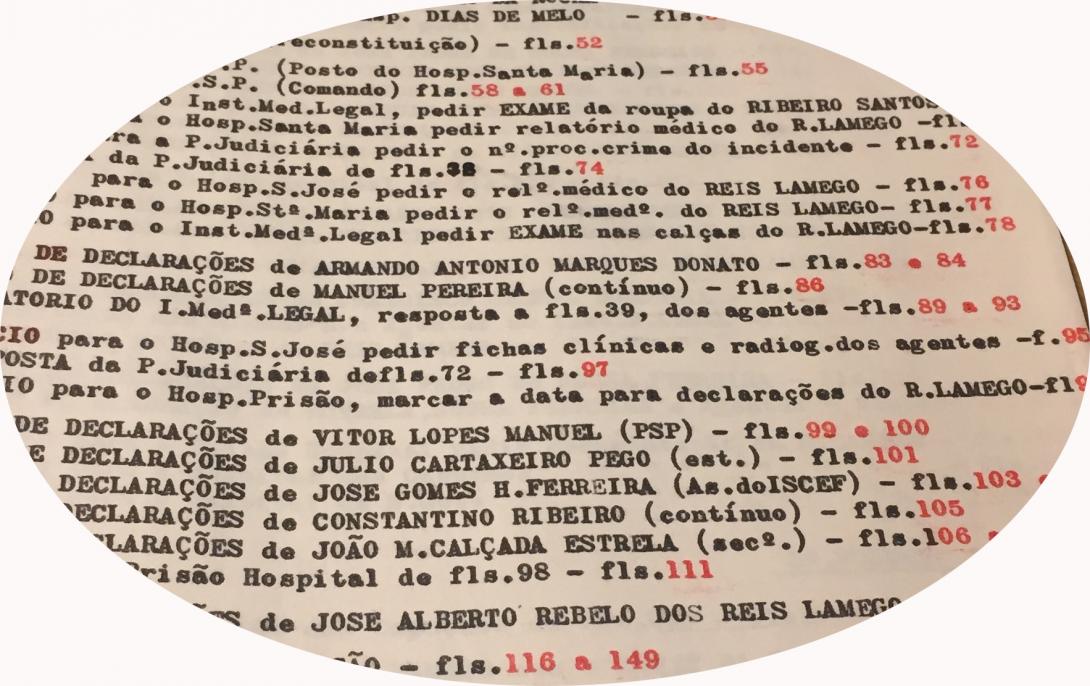 sp. DIAS DE MELO - fls.
econstituição) - fls.52
.P. (Posto do Hosp.Santa Maria) - fls.55
.S.P. (Comando) fls.58 a 61
o Inst.Med.Legal, pedir EXAME da roupa do RIBEIRO SANTOS
o Hosp.Santa Maria pedir relatório médico do R.LAMEGO -fl.
ra a P.Judiciária pedir o nº.proc.crime do incidente - fls.72
da P.Judiciária de fls.38 - fls.74
para o Hosp.S.José pedir o relº.médico do REIS LAMEGO - fls.76
para o Hosp.Stª.Maria pedir o relº.medº. do REIS LAMEGO- fls.77
O para o Inst.Medª.Legal pedir EXAME nas calças do R.LAMEGO-fls.78
DE DECLARAÇÕES de ARMANDO ANTONIO MARQUES DONATO - fls.83 e 84
DE DECLARAÇÕES de MANUEL PEREIRA (contínuo) - fls.86
ATORIO DO I.Medª.LEGAL, resposta a fls.39, dos agentes -fls.89 a 93
CIO para o Hosp.S.José pedir fichas clínicas e radiog.dos agentes -f.95
POSTA da P.Judiciária defls.72 - fls.97
IO para o Hosp.Prisão, marcar a data para declarações do R.LAMEGO-fls
DE DECLARAÇÕES de VITOR LOPES MANUEL (PSP) - fls.99 e 100
E DECLARAÇÕES de JULIO CARTAXEIRO PEGO (est.) - fls.101
DECLARAÇÕES de JOSE GOMES H.FERREIRA (As.doISCEF) - fls.103
DECLARAÇÕES de CONSTANTINO RIBEIRO (contínuo) - fls.105
CLARAÇÕES de JOÃO M.CALÇADA ESTRELA (secº.) - fls.106
Prisão Hospital de fls.98 - fls.111
ÕES de JOSE ALBERTO REBELO DOS REIS LAMEGO
ÃO - fls.116 a 149